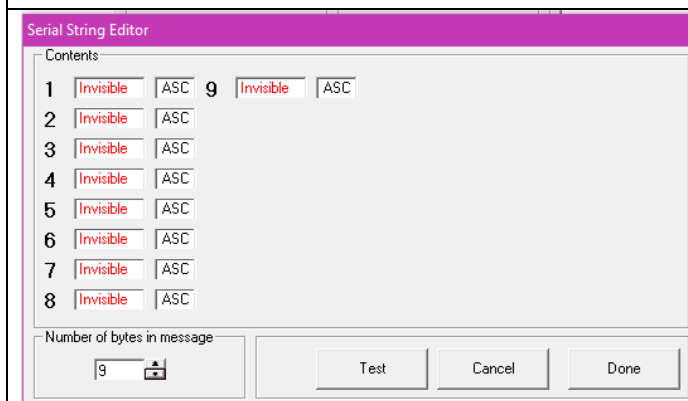 Serial String Editor
Contents
1 Invisible ASC 9 Invisible ASC
2 Invisible ASC
3 Invisible ASC
4 Invisible ASC
5 Invisible ASC
6 Invisible ASC
7 Invisible ASC
8 Invisible ASC
Number of bytes in message
9
Test Cancel Done